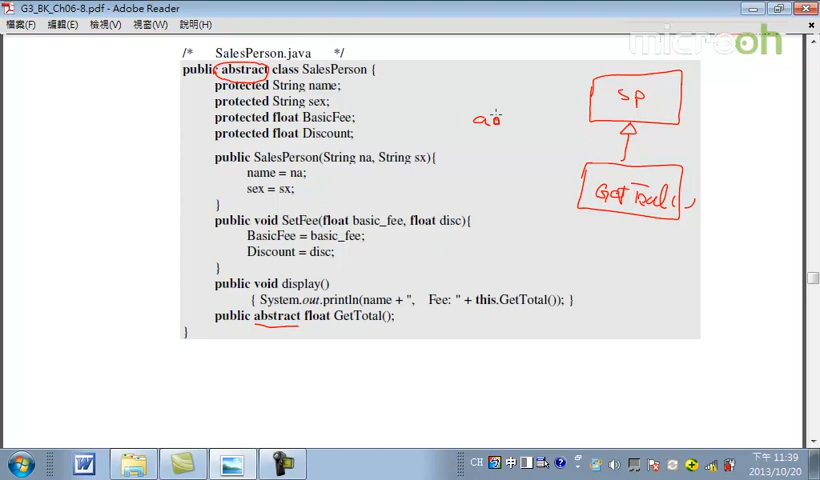 G3_BK_Ch06-8.pdf - Adobe Reader
檔案(F) 編輯(E) 檢視(V) 視窗(W) 說明(H)
microoh
/* SalesPerson.java */
public abstract class SalesPerson {
protected String name;
protected String sex;
protected float BasicFee;
protected float Discount;
public SalesPerson(String na, String sx){
name = na;
sex = sx;
}
public void SetFee(float basic_fee, float disc){
BasicFee = basic_fee;
Discount = disc;
}
public void display()
{ System.out.println(name + ", Fee: " + this.GetTotal()); }
public abstract float GetTotal();
}
SP
CH 中
下午 11:39
2013/10/20